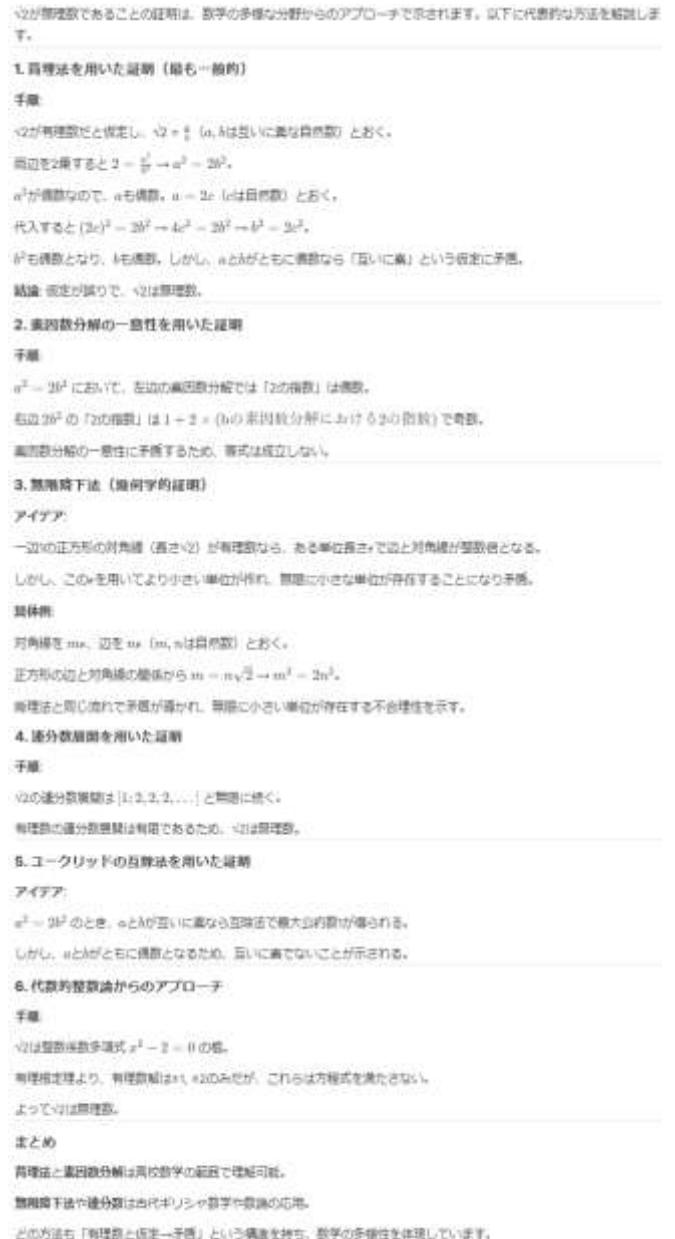 √2が無理数であることの証明は、数学の多様な分野からのアプローチで示されます。以下に代表的な方法を解説しま
す。
1. 背理法を用いた証明（最も一般的）
手順:
√2が有理数だと仮定し、√2 = a/b（a, bは互いに素な自然数）とおく。
両辺を2乗すると 2 = a²/b² → a² = 2b²。
a²が偶数なので、aも偶数。a = 2c（cは自然数）とおく。
代入すると (2c)² = 2b² → 4c² = 2b² → b² = 2c²。
b²も偶数となり、bも偶数。しかし、aとbがともに偶数なら「互いに素」という仮定に矛盾。
結論: 仮定が誤りで、√2は無理数。
2. 素因数分解の一意性を用いた証明
手順:
a² = 2b² において、左辺の素因数分解では「2の指数」は偶数。
右辺 2b² の「2の指数」は 1 + 2 × (bの素因数分解における2の指数) で奇数。
素因数分解の一意性に矛盾するため、等式は成立しない。
3. 無限降下法（幾何学的証明）
アイデア:
一辺1の正方形の対角線（長さ√2）が有理数なら、ある単位長さeで辺と対角線が整数倍となる。
しかし、このeを用いてより小さい単位が作れ、無限に小さな単位が存在することになり矛盾。
具体例:
対角線を me、辺を ne（m, nは自然数）とおく。
正方形の辺と対角線の関係から m = n√2 → m² = 2n²。
背理法と同じ流れで矛盾が導かれ、無限に小さい単位が存在する不合理性を示す。
4. 連分数展開を用いた証明
手順:
√2の連分数展開は [1; 2, 2, 2, . . .] と無限に続く。
有理数の連分数展開は有限であるため、√2は無理数。
5. ユークリッドの互除法を用いた証明
アイデア:
a² = 2b² のとき、aとbが互いに素なら互除法で最大公約数1が得られる。
しかし、aとbがともに偶数となるため、互いに素でないことが示される。
6. 代数的整数論からのアプローチ
手順:
√2は整数係数多項式 x² − 2 = 0 の根。
有理根定理より、有理数解は±1, ±2のみだが、これらは方程式を満たさない。
よって√2は無理数。
まとめ
背理法と素因数分解は高校数学の範囲で理解可能。
無限降下法や連分数は古代ギリシャ数学や数論の応用。
どの方法も「有理数と仮定→矛盾」という構造を持ち、数学の多様性を体現しています。